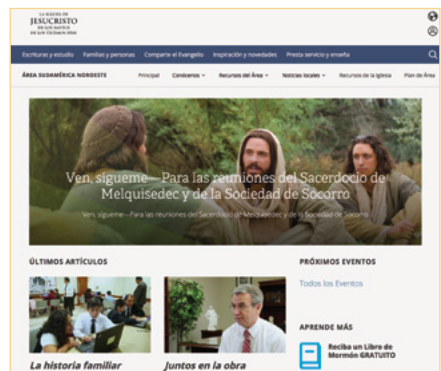 LA IGLESIA DE
JESUCRISTO
DE LOS SANTOS
DE LOS ÚLTIMOS DÍAS
Escrituras y estudio Familias y personas Comparte el Evangelio Inspiración y novedades Presta servicio y enseña
ÁREA SUDAMÉRICA NOROESTE Principal Conócenos Recursos del Área Noticias locales Recursos de la Iglesia Plan de Área
Ven, sígueme—Para las reuniones del Sacerdocio de
Melquisedec y de la Sociedad de Socorro
Ven, sígueme—Para las reuniones del Sacerdocio de Melquisedec y de la Sociedad de Socorro
ÚLTIMOS ARTÍCULOS
PRÓXIMOS EVENTOS
Todos los Eventos
APRENDE MÁS
Reciba un Libro de
Mormón GRATUITO
La historia familiar
Juntos en la obra